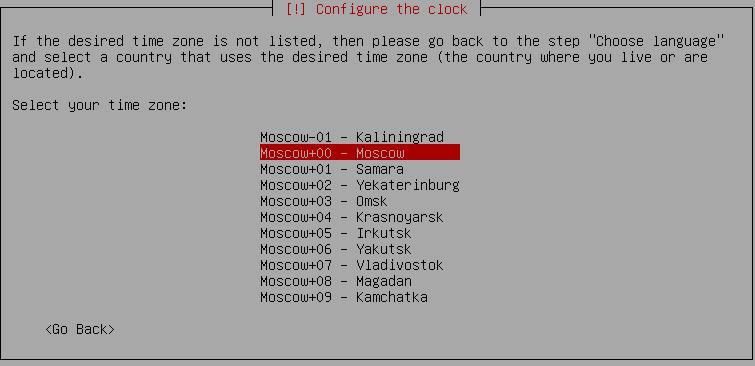 [!] Configure the clock
If the desired time zone is not listed, then please go back to the step "Choose language"
and select a country that uses the desired time zone (the country where you live or are
located).
Select your time zone:
Moscow-01 - Kaliningrad
Moscow+00 - Moscow
Moscow+01 - Samara
Moscow+02 - Yekaterinburg
Moscow+03 - Omsk
Moscow+04 - Krasnoyarsk
Moscow+05 - Irkutsk
Moscow+06 - Yakutsk
Moscow+07 - Vladivostok
Moscow+08 - Magadan
Moscow+09 - Kamchatka
<Go Back>